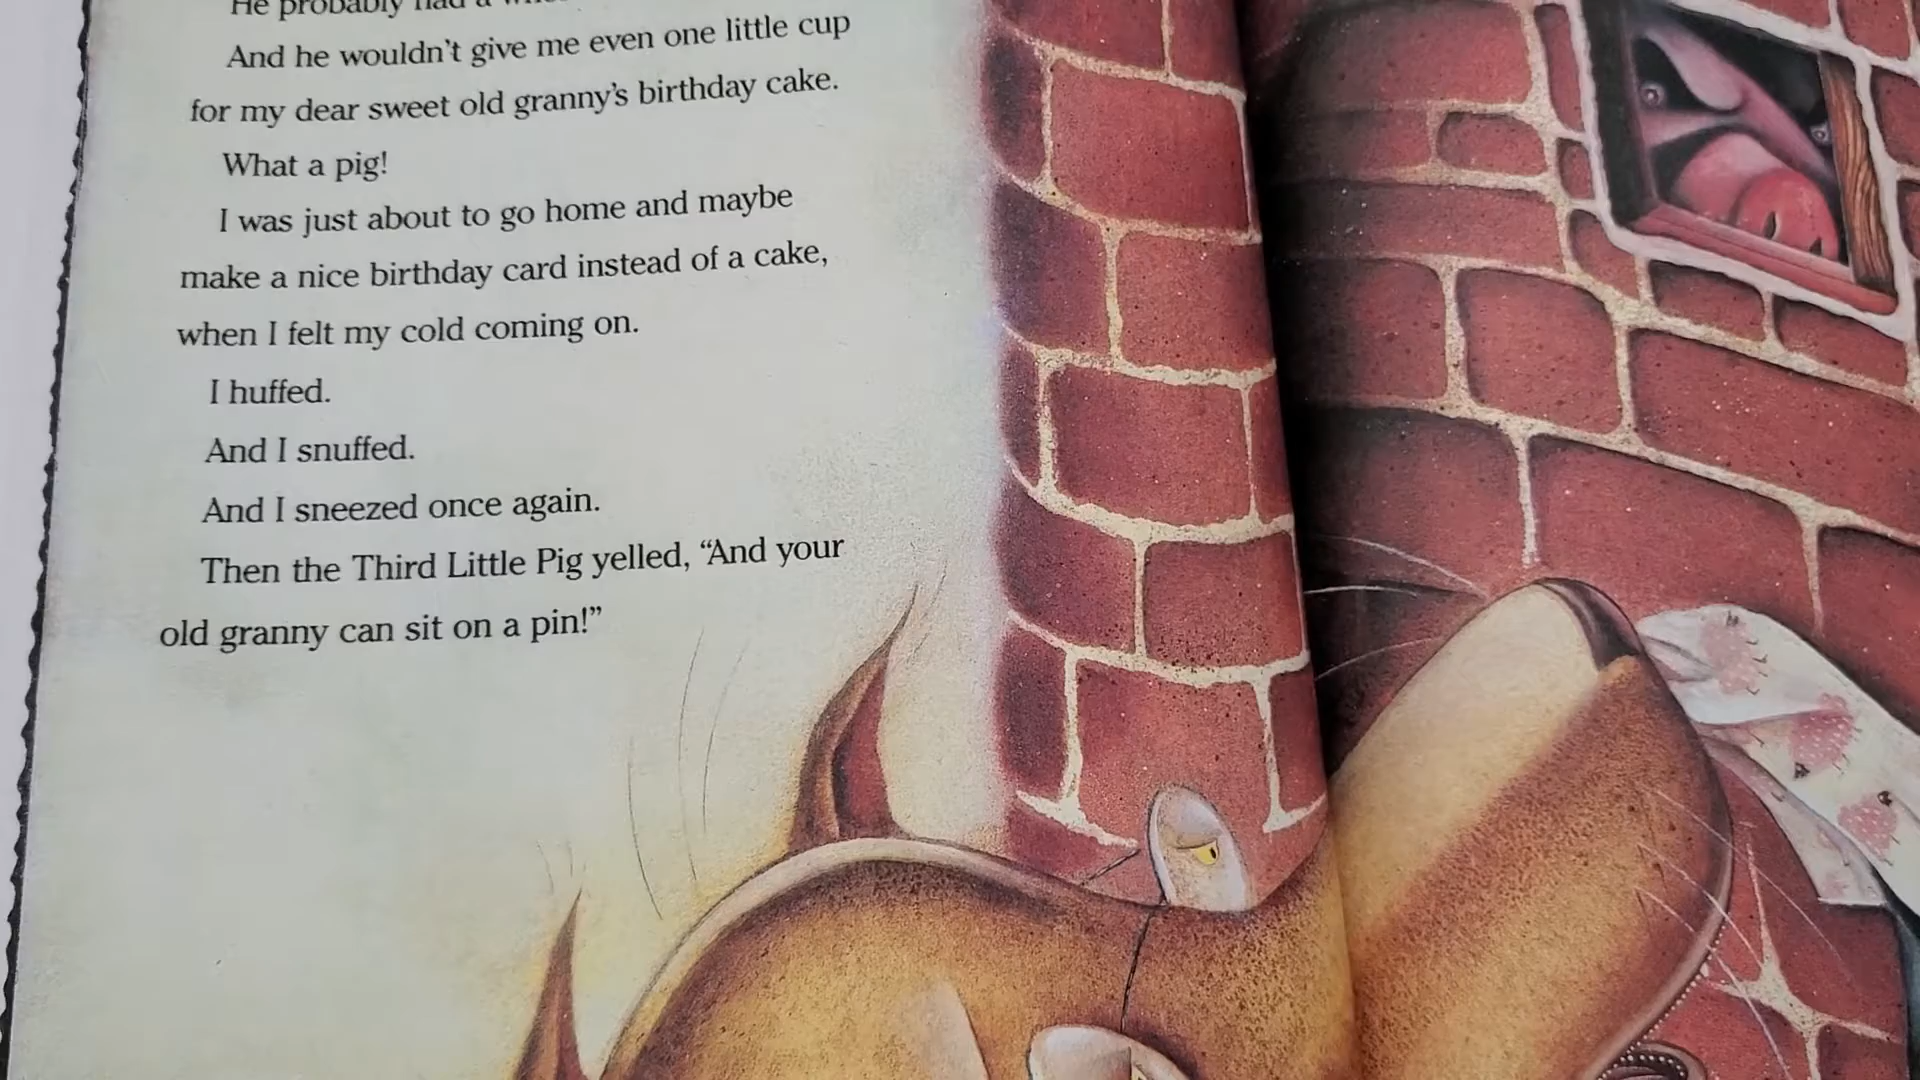 He probably had a
And he wouldn't give me even one little cup
for my dear sweet old granny's birthday cake.
What a pig!
I was just about to go home and maybe
make a nice birthday card instead of a cake,
when I felt my cold coming on.
I huffed.
And I snuffed.
And I sneezed once again.
Then the Third Little Pig yelled, “And your
old granny can sit on a pin!”